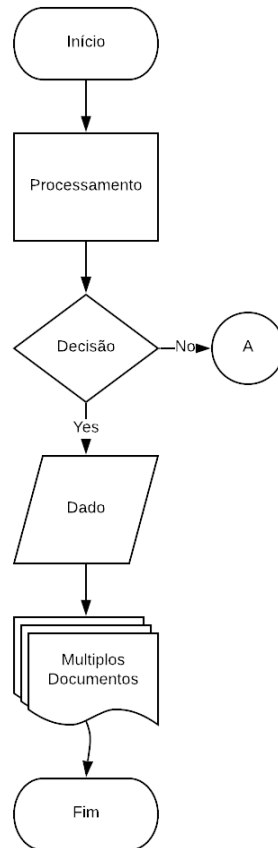 Início
Processamento
Decisão
No
A
Yes
Dado
Multiplos
Documentos
Fim